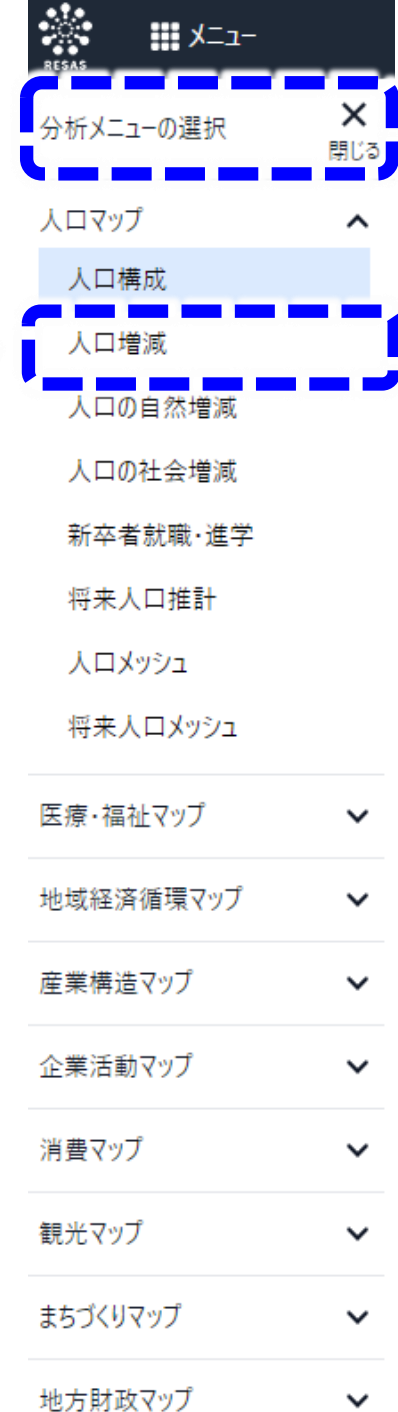 RESAS
メニュー
分析メニューの選択
閉じる
人口マップ
人口構成
人口増減
人口の自然増減
人口の社会増減
新卒者就職・進学
将来人口推計
人口メッシュ
将来人口メッシュ
医療・福祉マップ
地域経済循環マップ
産業構造マップ
企業活動マップ
消費マップ
観光マップ
まちづくりマップ
地方財政マップ